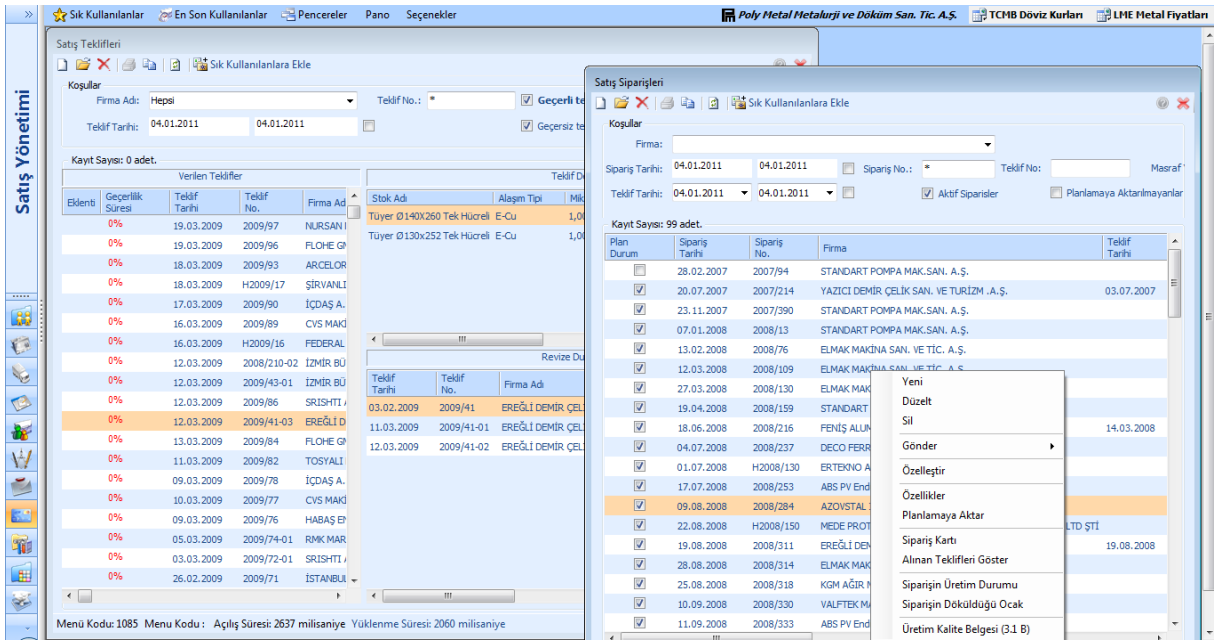 » Sık Kullanılanlar En Son Kullanılanlar Pencereler Pano Seçenekler Poly Metal Metalurji ve Döküm San. Tic. A.Ş. TCMB Döviz Kurları LME Metal Fiyatları
Satış Yönetimi
Satış Teklifleri
Sık Kullanılanlara Ekle
Koşullar
Firma Adı: Hepsi Teklif No.: * Geçerli te
Teklif Tarihi: 04.01.2011 04.01.2011 Geçersiz te
Kayıt Sayısı: 0 adet.
Verilen Teklifler
Eklenti Geçerlilik Süresi Teklif Tarihi Teklif No. Firma Ad
0% 19.03.2009 2009/97 NURSAN
0% 19.03.2009 2009/96 FLOHE
0% 18.03.2009 2009/93 ARCELOR
0% 18.03.2009 H2009/17 ŞİRVANLI
0% 17.03.2009 2009/90 İÇDAŞ A.
0% 16.03.2009 2009/89 CVS MAKİ
0% 16.03.2009 H2009/16 FEDERAL
0% 12.03.2009 2008/210-02 İZMİR BÜ
0% 12.03.2009 2009/43-01 İZMİR BÜ
0% 12.03.2009 2009/86 SRISHTI
0% 12.03.2009 2009/41-03 EREĞLİ D
0% 13.03.2009 2009/84 FLOHE
0% 11.03.2009 2009/82 TOSYALI
0% 09.03.2009 2009/78 İÇDAŞ A.
0% 10.03.2009 2009/77 CVS MAKİ
0% 09.03.2009 2009/76 HABAŞ
0% 05.03.2009 2009/74-01 RMK MAR
0% 03.03.2009 2009/72-01 SRISHTI
0% 26.02.2009 2009/71 İSTANBUL
Teklif De
Stok Adı Alaşım Tipi Mik
Tüyer Ø140X260 Tek Hücreli E-Cu 1,00
Tüyer Ø130x252 Tek Hücreli E-Cu 1,00
Revize Du
Teklif Tarihi Teklif No. Firma Adı
03.02.2009 2009/41 EREĞLİ DEMİR ÇEL
11.03.2009 2009/41-01 EREĞLİ DEMİR ÇEL
12.03.2009 2009/41-02 EREĞLİ DEMİR ÇEL
Menü Kodu: 1085 Menu Kodu : Açılış Süresi: 2637 milisaniye Yüklenme Süresi: 2060 milisaniye
Satış Siparişleri
Sık Kullanılanlara Ekle
Koşullar
Firma:
Sipariş Tarihi: 04.01.2011 04.01.2011 Sipariş No.: * Teklif No: Masraf
Teklif Tarihi: 04.01.2011 04.01.2011 Aktif Siparisler Planlamaya Aktarılmayanlar
Kayıt Sayısı: 99 adet.
Plan Durum Sipariş Tarihi Sipariş No. Firma Teklif Tarihi
28.02.2007 2007/94 STANDART POMPA MAK.SAN. A.Ş.
20.07.2007 2007/214 YAZICI DEMİR ÇELİK SAN. VE TURİZM .A.Ş. 03.07.2007
23.11.2007 2007/390 STANDART POMPA MAK.SAN. A.Ş.
07.01.2008 2008/13 STANDART POMPA MAK.SAN. A.Ş.
13.02.2008 2008/76 ELMAK MAKİNA SAN. VE TİC. A.Ş.
12.03.2008 2008/109 ELMAK MAKİNA SAN. VE TİC. A.Ş.
27.03.2008 2008/130 ELMAK MAK
19.04.2008 2008/159 STANDART
18.06.2008 2008/216 FENİŞ ALUM 14.03.2008
04.07.2008 2008/237 DECO FERR
01.07.2008 H2008/130 ERTEKNO A
17.07.2008 2008/253 ABS PV End
09.08.2008 2008/284 AZOVSTAL
22.08.2008 H2008/150 MEDE PROT LTD ŞTİ
19.08.2008 2008/311 EREĞLİ DEM 19.08.2008
28.08.2008 2008/314 ELMAK MAK
25.08.2008 2008/318 KGM AĞIR
10.09.2008 2008/330 VALFTEK MA
11.09.2008 2008/333 ABS PV End
Yeni
Düzelt
Sil
Gönder
Özelleştir
Özellikler
Planlamaya Aktar
Sipariş Kartı
Alınan Teklifleri Göster
Siparişin Üretim Durumu
Siparişin Döküldüğü Ocak
Üretim Kalite Belgesi (3.1 B)